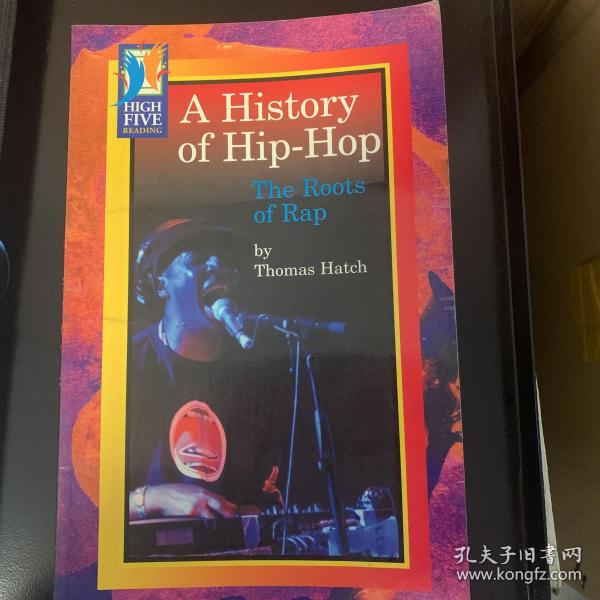 HIGH
FIVE
READING
A History
of Hip-Hop
The Roots
of Rap
by
Thomas Hatch
孔夫子旧书网
www.kongfz.com